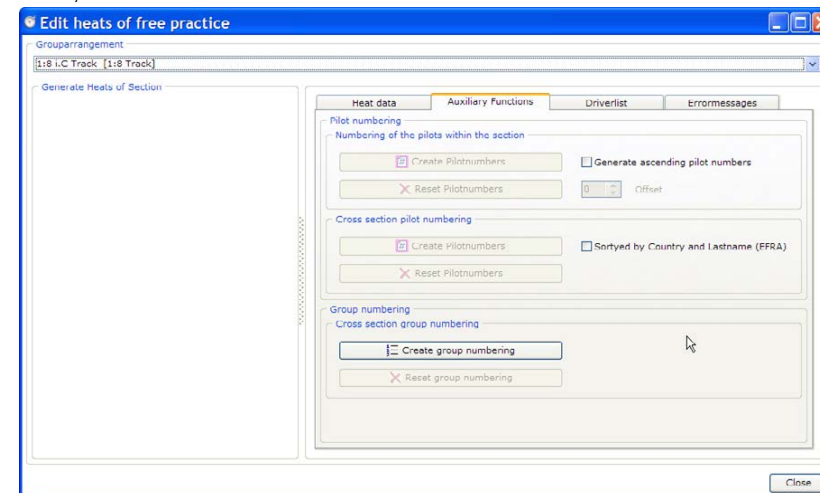 Edit heats of free practice
Grouparrangement
1:8 i.C Track [1:8 Track]
Generate Heats of Section
Heat data Auxiliary Functions Driverlist Errormessages
Pilot numbering
Numbering of the pilots within the section
Create Pilotnumbers Generate ascending pilot numbers
Reset Pilotnumbers 0 Offset
Cross section pilot numbering
Create Pilotnumbers Sortyed by Country and Lastname (EFRA)
Reset Pilotnumbers
Group numbering
Cross section group numbering
Create group numbering
Reset group numbering
Close